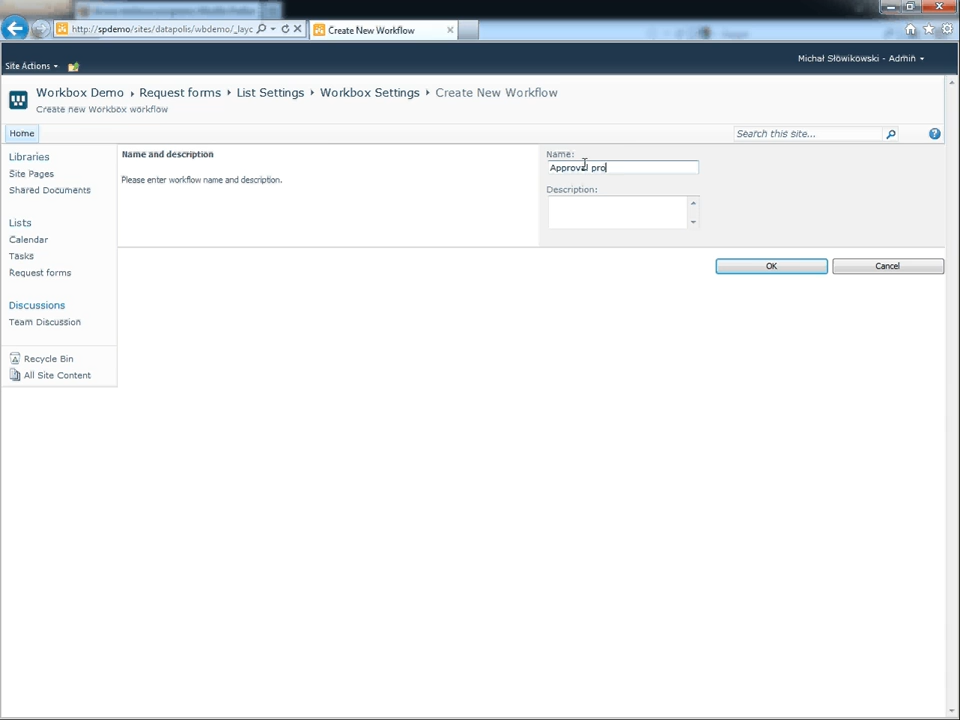 http://spdemo/sites/datapolis/wbdemo/_layc
Create New Workflow
Site Actions
Michał Słowikowski - Admin
Workbox Demo Request forms List Settings Workbox Settings Create New Workflow
Create new Workbox workflow
Home
Search this site...
Libraries
Site Pages
Shared Documents
Lists
Calendar
Tasks
Request forms
Discussions
Team Discussion
Recycle Bin
All Site Content
Name and description
Please enter workflow name and description.
Name:
Approval pro
Description:
OK Cancel